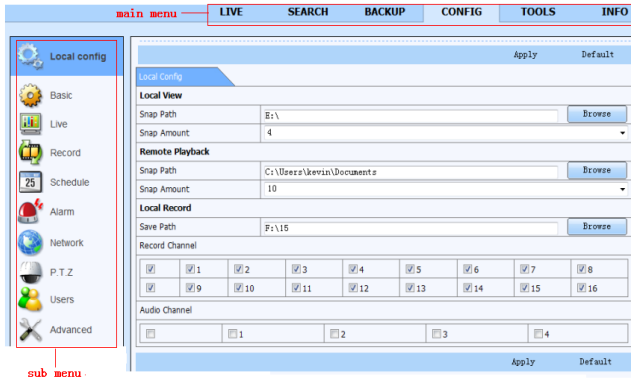 main menu LIVE SEARCH BACKUP CONFIG TOOLS INFO
Local config
Basic
Live
Record
Schedule
25
Alarm
Network
P.T.Z
Users
Advanced
sub menu
Apply Default
Local Config
Local View
Snap Path E:\ Browse
Snap Amount 4
Remote Playback
Snap Path C:\Users\kevin\Documents Browse
Snap Amount 10
Local Record
Save Path F:\15 Browse
Record Channel
1 2 3 4 5 6 7 8
9 10 11 12 13 14 15 16
Audio Channel
1 2 3 4
Apply Default